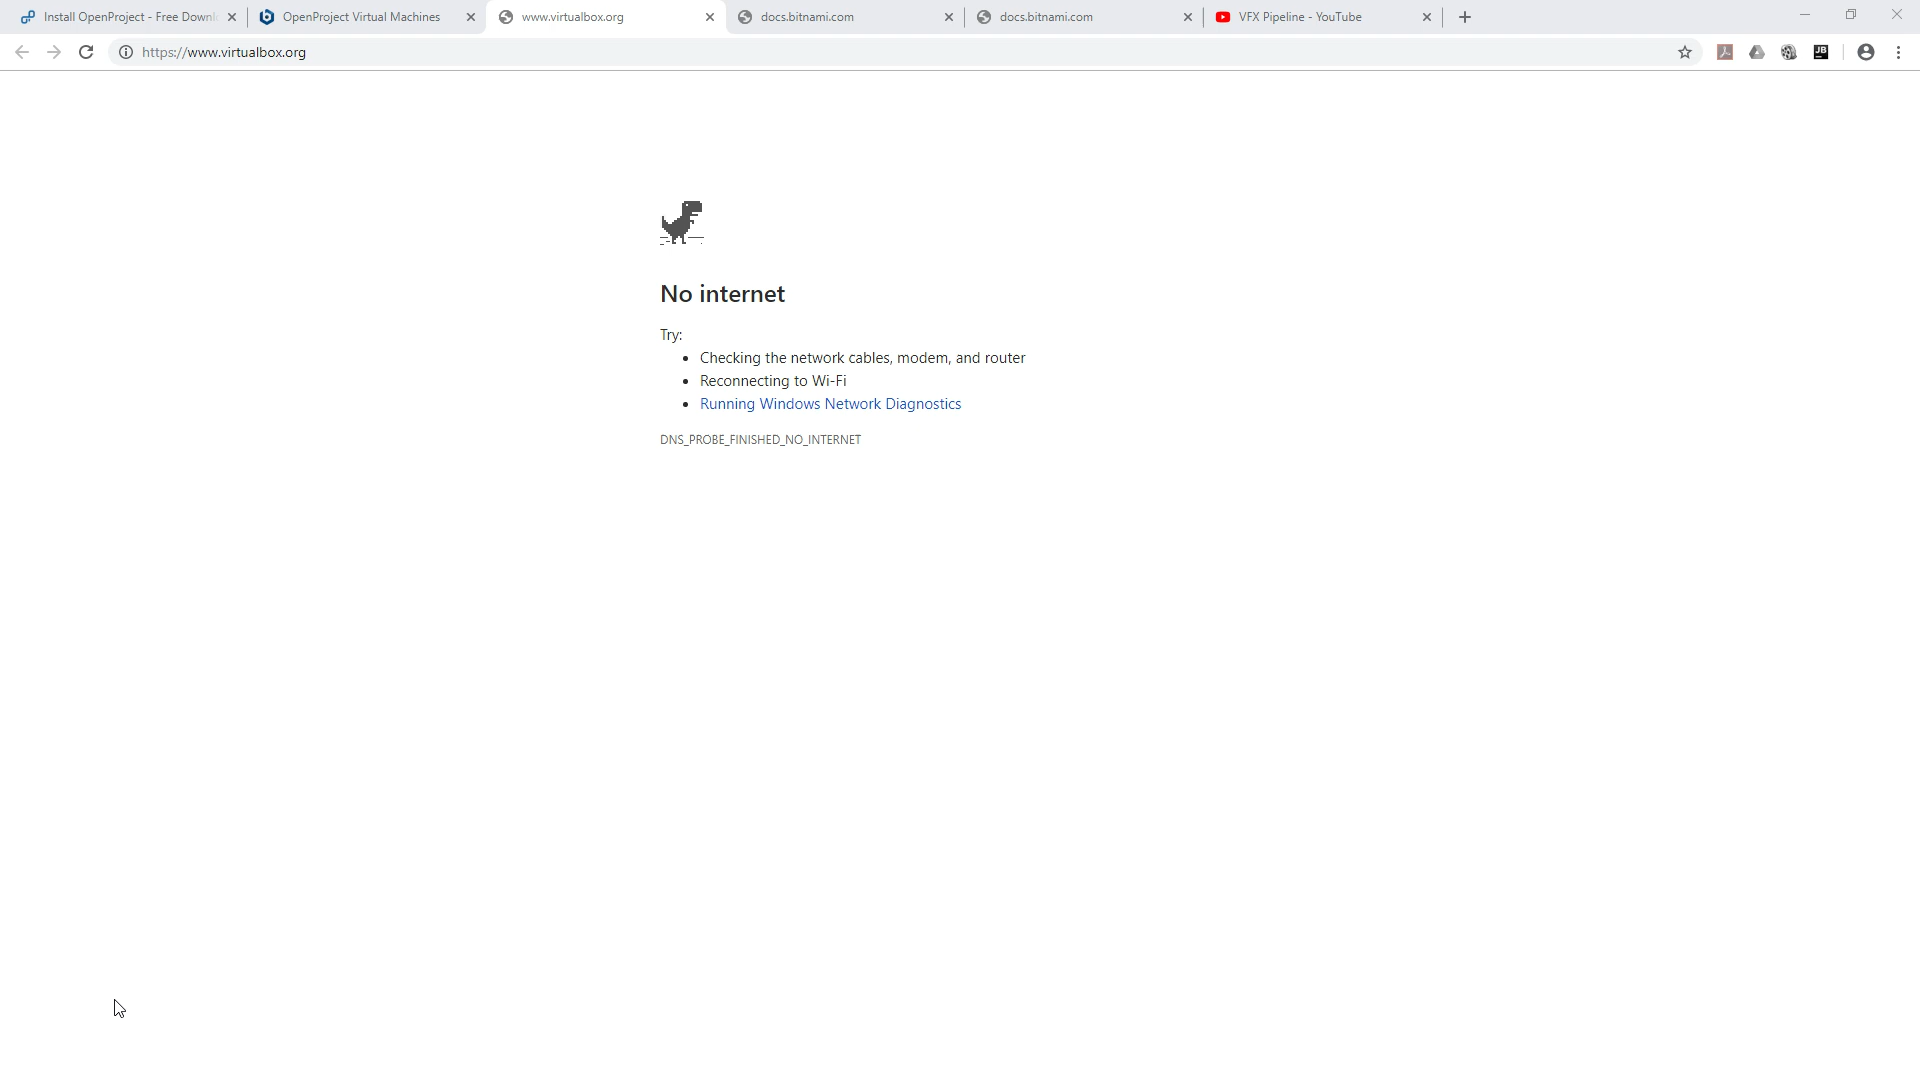 Install OpenProject - Free Downl
OpenProject Virtual Machines
www.virtualbox.org
docs.bitnami.com
docs.bitnami.com
VFX Pipeline - YouTube
https://www.virtualbox.org
JB
No internet
Try:
Checking the network cables, modem, and router
Reconnecting to Wi-Fi
Running Windows Network Diagnostics
DNS_PROBE_FINISHED_NO_INTERNET